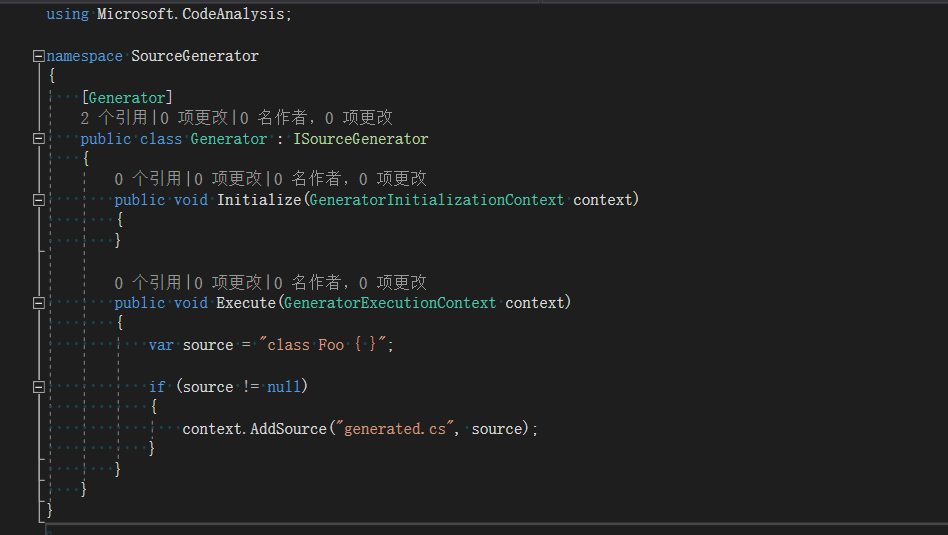 using Microsoft.CodeAnalysis;
namespace SourceGenerator
{
[Generator]
2 个引用|0 项更改|0 名作者, 0 项更改
public class Generator : ISourceGenerator
{
0 个引用|0 项更改|0 名作者, 0 项更改
public void Initialize(GeneratorInitializationContext context)
{
}
0 个引用|0 项更改|0 名作者, 0 项更改
public void Execute(GeneratorExecutionContext context)
{
var source = "class Foo { }";
if (source != null)
{
context.AddSource("generated.cs", source);
}
}
}
}